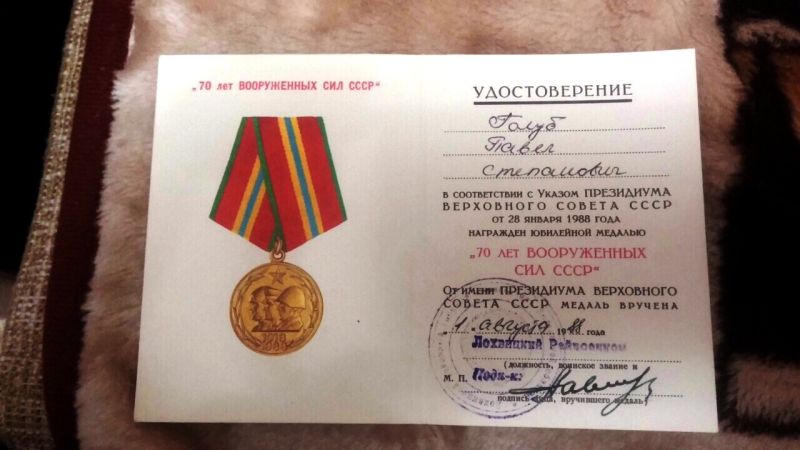 „70 лет ВООРУЖЕННЫХ СИЛ СССР“
УДОСТОВЕРЕНИЕ
Голуб
Павел
Степанович
В СООТВЕТСТВИИ С УКАЗОМ ПРЕЗИДИУМА
ВЕРХОВНОГО СОВЕТА СССР
ОТ 28 ЯНВАРЯ 1988 ГОДА
НАГРАЖДЕН ЮБИЛЕЙНОЙ МЕДАЛЬЮ
„70 ЛЕТ ВООРУЖЕННЫХ
СИЛ СССР“
ОТ ИМЕНИ ПРЕЗИДИУМА ВЕРХОВНОГО
СОВЕТА СССР МЕДАЛЬ ВРУЧЕНА
„1„ августа 1988 года
Лохвицкий Райвоенком
(должность, воинское звание и
М. П. Подп-к
подпись лица, вручившего медаль)